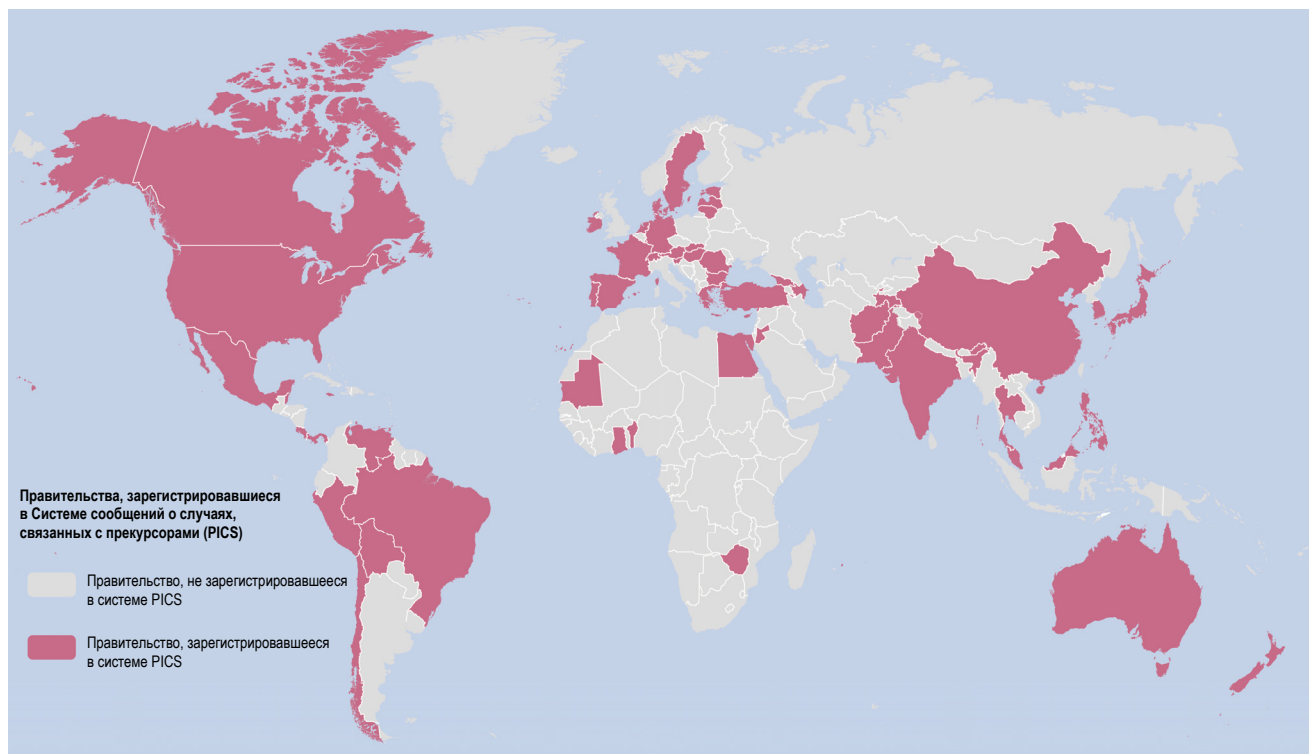 Правительства, зарегистрировавшиеся
в Системе сообщений о случаях,
связанных с прекурсорами (PICS)
Правительство, не зарегистрировавшееся
в системе PICS
Правительство, зарегистрировавшееся
в системе PICS